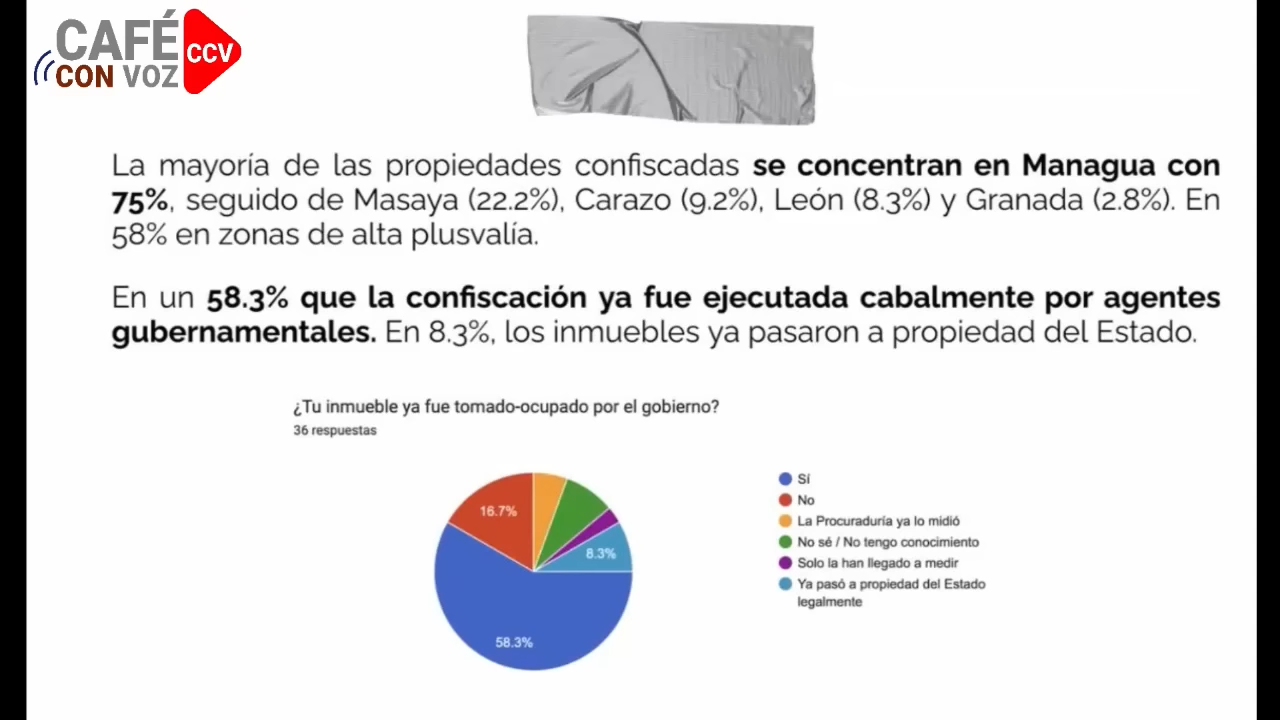 CAFÉ
CON VOZ
CCV
La mayoría de las propiedades confiscadas se concentran en Managua con
75%, seguido de Masaya (22.2%), Carazo (9.2%), León (8.3%) y Granada (2.8%). En
58% en zonas de alta plusvalía.
En un 58.3% que la confiscación ya fue ejecutada cabalmente por agentes
gubernamentales. En 8.3%, los inmuebles ya pasaron a propiedad del Estado.
¿Tu inmueble ya fue tomado-ocupado por el gobierno?
36 respuestas
16.7%
8.3%
58.3%
Sí
No
La Procuraduría ya lo midió
No sé / No tengo conocimiento
Solo la han llegado a medir
Ya pasó a propiedad del Estado
legalmente